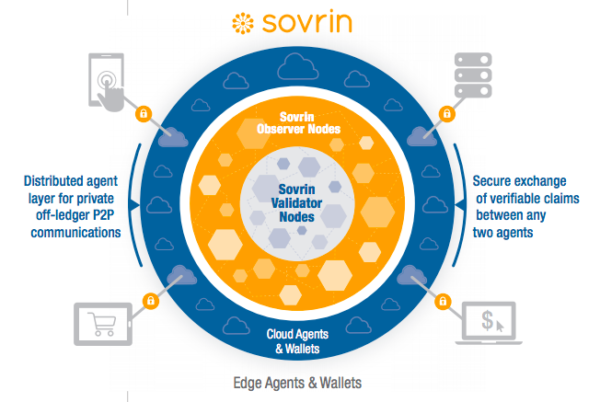 sovrin
Sovrin
Observer Nodes
Sovrin
Validator
Nodes
Distributed agent
layer for private
off-ledger P2P
communications
Secure exchange
of verifiable claims
between any
two agents
$
Cloud Agents
& Wallets
Edge Agents & Wallets